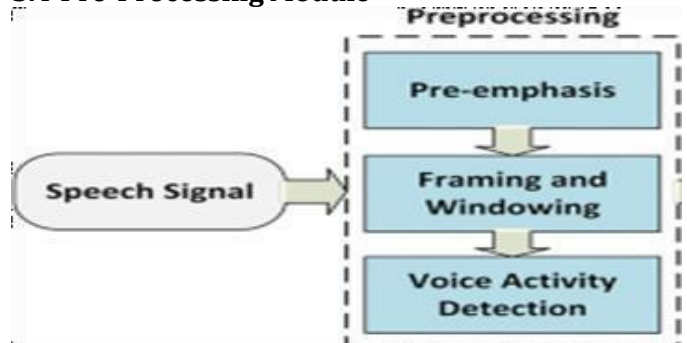 Preprocessing
Pre-emphasis
Speech Signal
Framing and
Windowing
Voice Activity
Detection